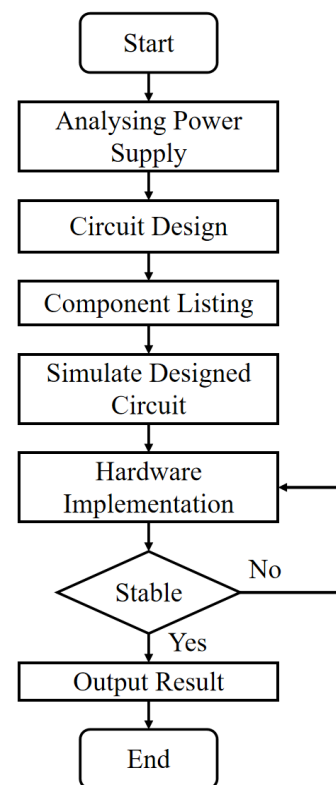 Start
Analysing Power
Supply
Circuit Design
Component Listing
Simulate Designed
Circuit
Hardware
Implementation
Stable
No
Yes
Output Result
End